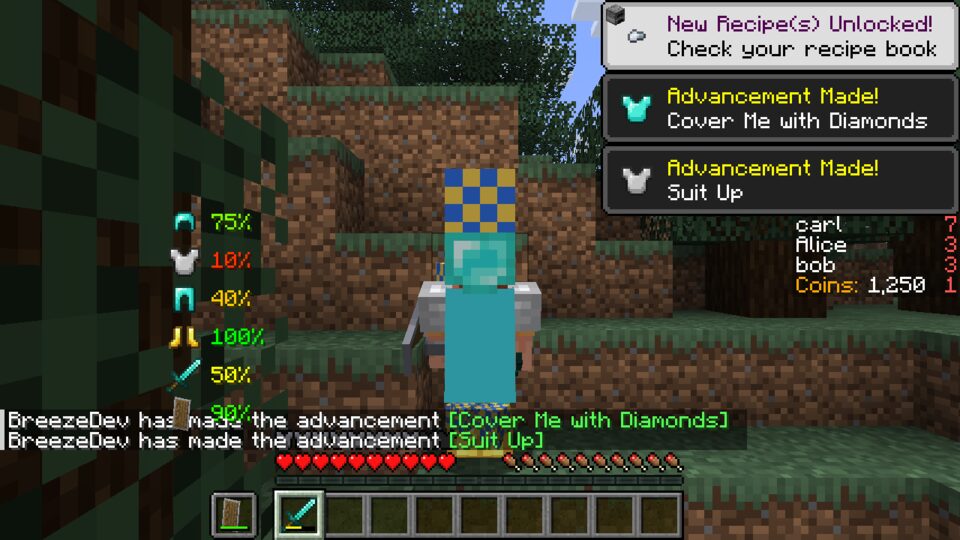 New Recipe(s) Unlocked!
Check your recipe book
Advancement Made!
Cover Me with Diamonds
Advancement Made!
Suit Up
carl 7
Alice 3
bob 3
Coins: 1,250 1
75%
10%
40%
100%
50%
90%
BreezeDev has made the advancement [Cover Me with Diamonds]
BreezeDev has made the advancement [Suit Up]